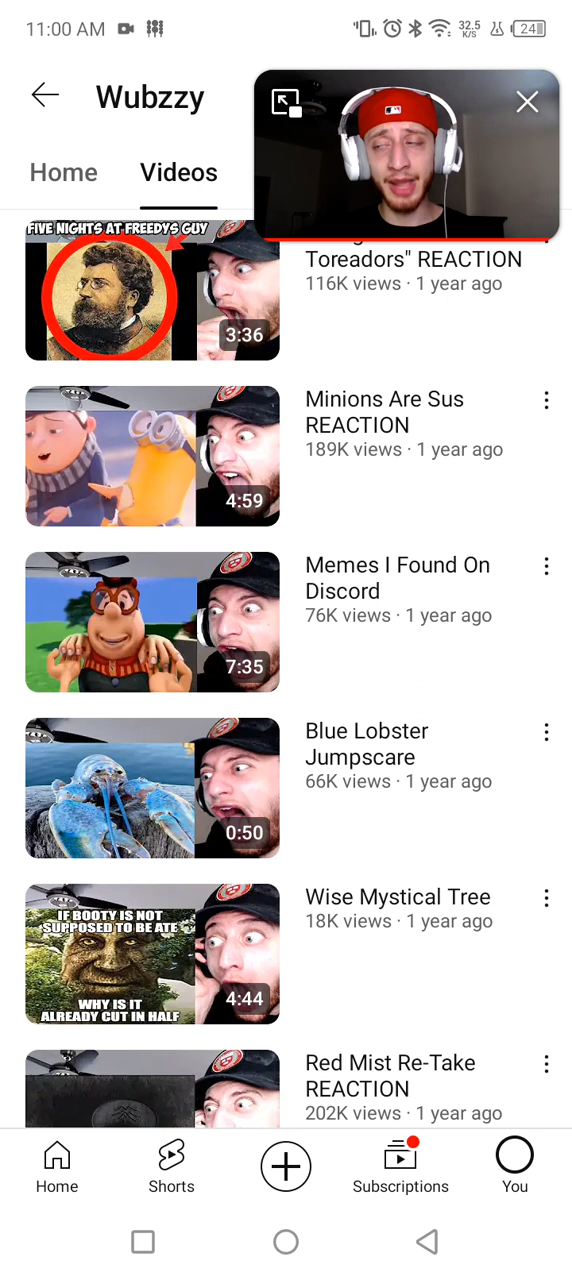 11:00 AM
32.5
K/S
24
Wubzzy
Home
Videos
FIVE NIGHTS AT FREEDYS GUY
3:36
Toreadors" REACTION
116K views · 1 year ago
4:59
Minions Are Sus
REACTION
189K views · 1 year ago
7:35
Memes I Found On
Discord
76K views · 1 year ago
0:50
Blue Lobster
Jumpscare
66K views · 1 year ago
IF BOOTY IS NOT
SUPPOSED TO BE ATE
WHY IS IT
ALREADY CUT IN HALF
4:44
Wise Mystical Tree
18K views · 1 year ago
Red Mist Re-Take
REACTION
202K views · 1 year ago
Home
Shorts
Subscriptions
You